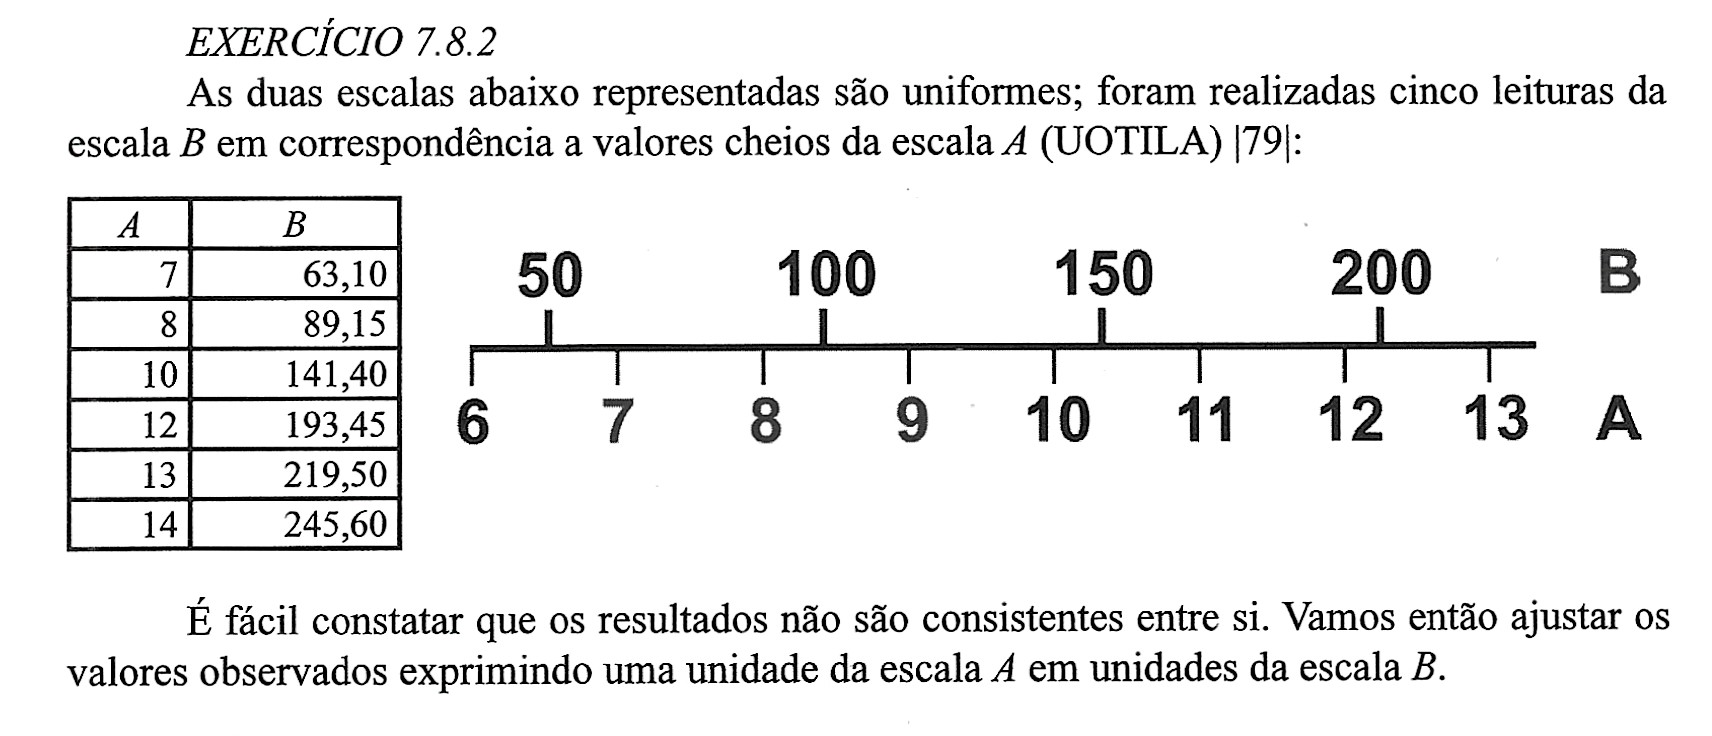 EXERCÍCIO 7.8.2
As duas escalas abaixo representadas são uniformes; foram realizadas cinco leituras da
escala B em correspondência a valores cheios da escala A (UOTILA) |79|:
A B
7 63,10
8 89,15
10 141,40
12 193,45
13 219,50
14 245,60
50 100 150 200 B
6 7 8 9 10 11 12 13 A
É fácil constatar que os resultados não são consistentes entre si. Vamos então ajustar os
valores observados exprimindo uma unidade da escala A em unidades da escala B.